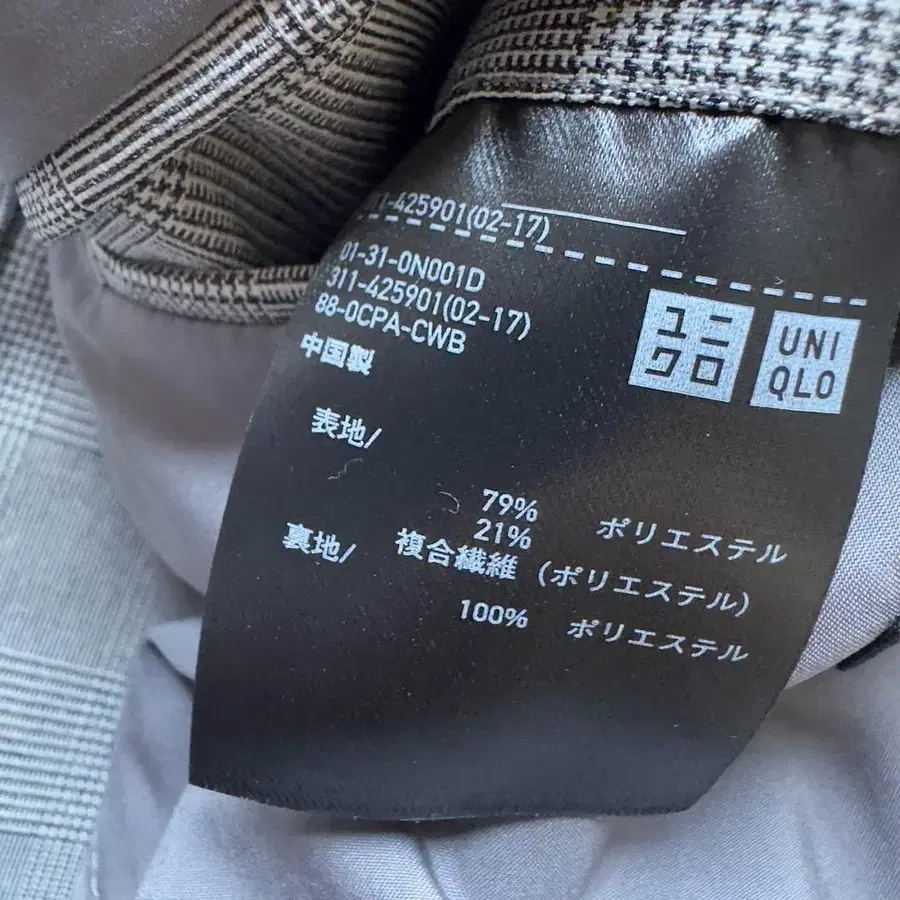 311-425901(02-17)
01-31-0N001D
311-425901(02-17)
88-0CPA-CWB
中国製
ユニクロ
UNIQLO
表地/
79% ポリエステル
21% 複合繊維 (ポリエステル)
裏地/
100% ポリエステル